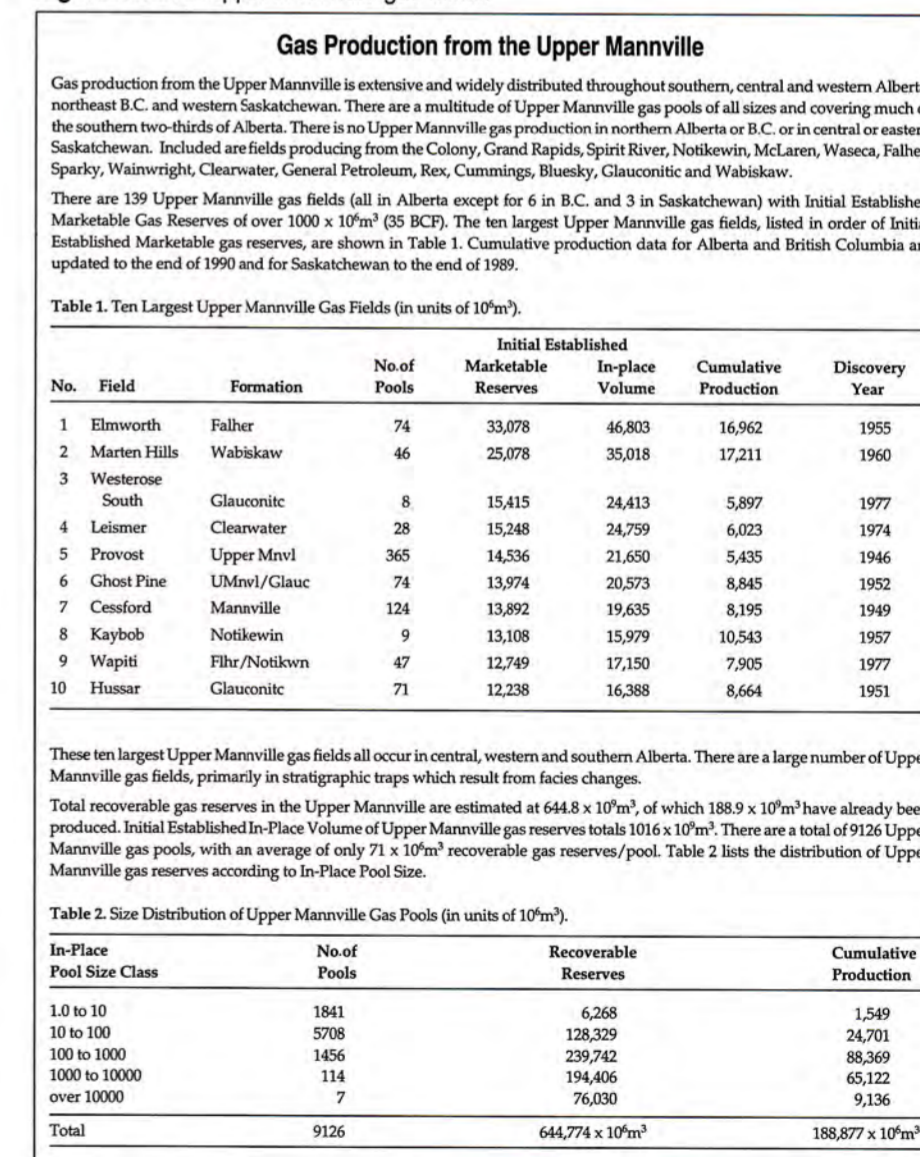 Gas Production from the Upper Mannville
Gas production from the Upper Mannville is extensive and widely distributed throughout southern, central and western Albert
northeast B.C. and western Saskatchewan. There are a multitude of Upper Mannville gas pools of all sizes and covering much o
the southern two-thirds of Alberta. There is no Upper Mannville gas production in northern Alberta or B.C. or in central or easter
Saskatchewan. Included are fields producing from the Colony, Grand Rapids, Spirit River, Notikewin, McLaren, Waseca, Falhe
Sparky, Wainwright, Clearwater, General Petroleum, Rex, Cummings, Bluesky, Glauconitic and Wabiskaw.
There are 139 Upper Mannville gas fields (all in Alberta except for 6 in B.C. and 3 in Saskatchewan) with Initial Establishe
Marketable Gas Reserves of over 1000 x 10⁶m³ (35 BCF). The ten largest Upper Mannville gas fields, listed in order of Initia
Established Marketable gas reserves, are shown in Table 1. Cumulative production data for Alberta and British Columbia ar
updated to the end of 1990 and for Saskatchewan to the end of 1989.
Table 1. Ten Largest Upper Mannville Gas Fields (in units of 10⁶m³).
Initial Established
No.of Marketable In-place Cumulative Discovery
No. Field Formation Pools Reserves Volume Production Year
1 Elmworth Falher 74 33,078 46,803 16,962 1955
2 Marten Hills Wabiskaw 46 25,078 35,018 17,211 1960
3 Westerose
South Glauconitc 8 15,415 24,413 5,897 1977
4 Leismer Clearwater 28 15,248 24,759 6,023 1974
5 Provost Upper Mnvl 365 14,536 21,650 5,435 1946
6 Ghost Pine UMnvl/Glauc 74 13,974 20,573 8,845 1952
7 Cessford Mannville 124 13,892 19,635 8,195 1949
8 Kaybob Notikewin 9 13,108 15,979 10,543 1957
9 Wapiti Flhr/Notikwn 47 12,749 17,150 7,905 1977
10 Hussar Glauconitc 71 12,238 16,388 8,664 1951
These ten largest Upper Mannville gas fields all occur in central, western and southern Alberta. There are a large number of Uppe
Mannville gas fields, primarily in stratigraphic traps which result from facies changes.
Total recoverable gas reserves in the Upper Mannville are estimated at 644.8 x 10⁹m³, of which 188.9 x 10⁹m³ have already been
produced. Initial Established In-Place Volume of Upper Mannville gas reserves totals 1016 x 10⁹m³. There are a total of 9126 Uppe
Mannville gas pools, with an average of only 71 x 10⁶m³ recoverable gas reserves/pool. Table 2 lists the distribution of Uppe
Mannville gas reserves according to In-Place Pool Size.
Table 2. Size Distribution of Upper Mannville Gas Pools (in units of 10⁶m³).
In-Place No.of Recoverable Cumulative
Pool Size Class Pools Reserves Production
1.0 to 10 1841 6,268 1,549
10 to 100 5708 128,329 24,701
100 to 1000 1456 239,742 88,369
1000 to 10000 114 194,406 65,122
over 10000 7 76,030 9,136
Total 9126 644,774 x 10⁶m³ 188,877 x 10⁶m³